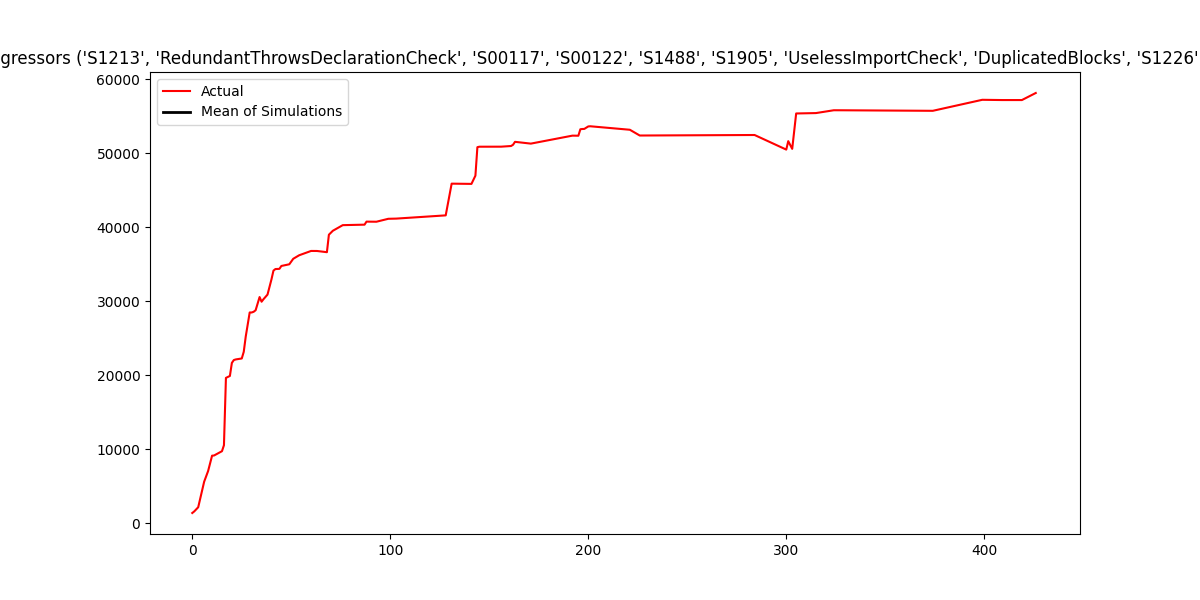 gressors ('S1213', 'RedundantThrowsDeclarationCheck', 'S00117', 'S00122', 'S1488', 'S1905', 'UselessImportCheck', 'DuplicatedBlocks', 'S1226'
60000
Actual
Mean of Simulations
50000
40000
30000
20000
10000
0
0 100 200 300 400